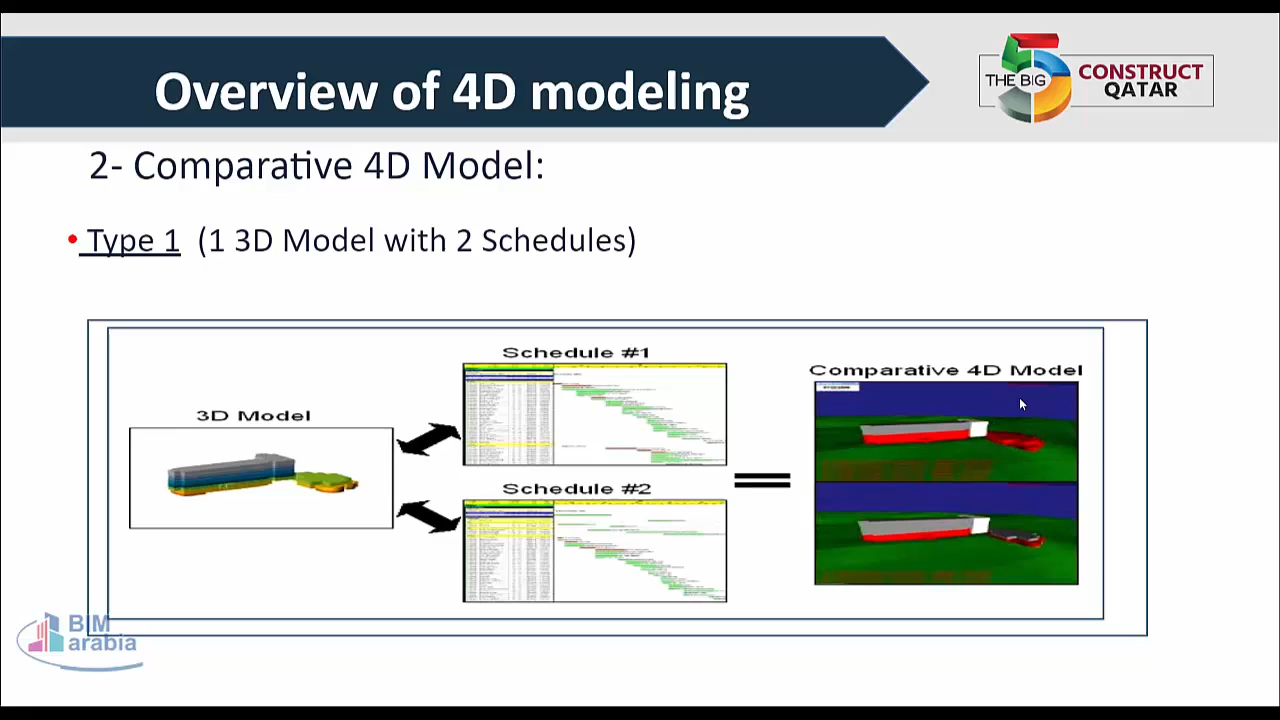 Overview of 4D modeling
THE BIG 5
CONSTRUCT
QATAR
2- Comparative 4D Model:
• Type 1 (1 3D Model with 2 Schedules)
Schedule #1
Comparative 4D Model
3D Model
Schedule #2
BIM
arabia